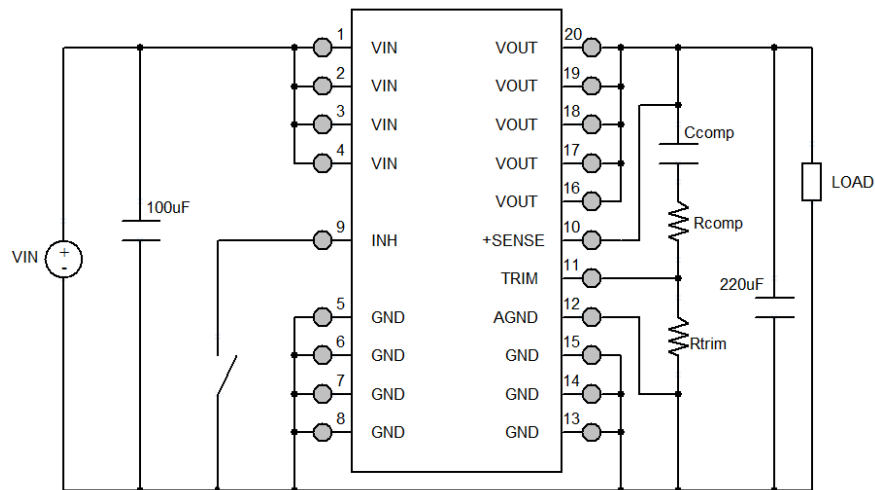 1 VIN VOUT 20
2 VIN VOUT 19
3 VIN VOUT 18
4 VIN VOUT 17
VOUT 16
Ccomp
LOAD
100uF
9 INH +SENSE 10
Rcomp
VIN + -
TRIM 11
220uF
5 GND AGND 12
Rtrim
6 GND GND 15
7 GND GND 14
8 GND GND 13